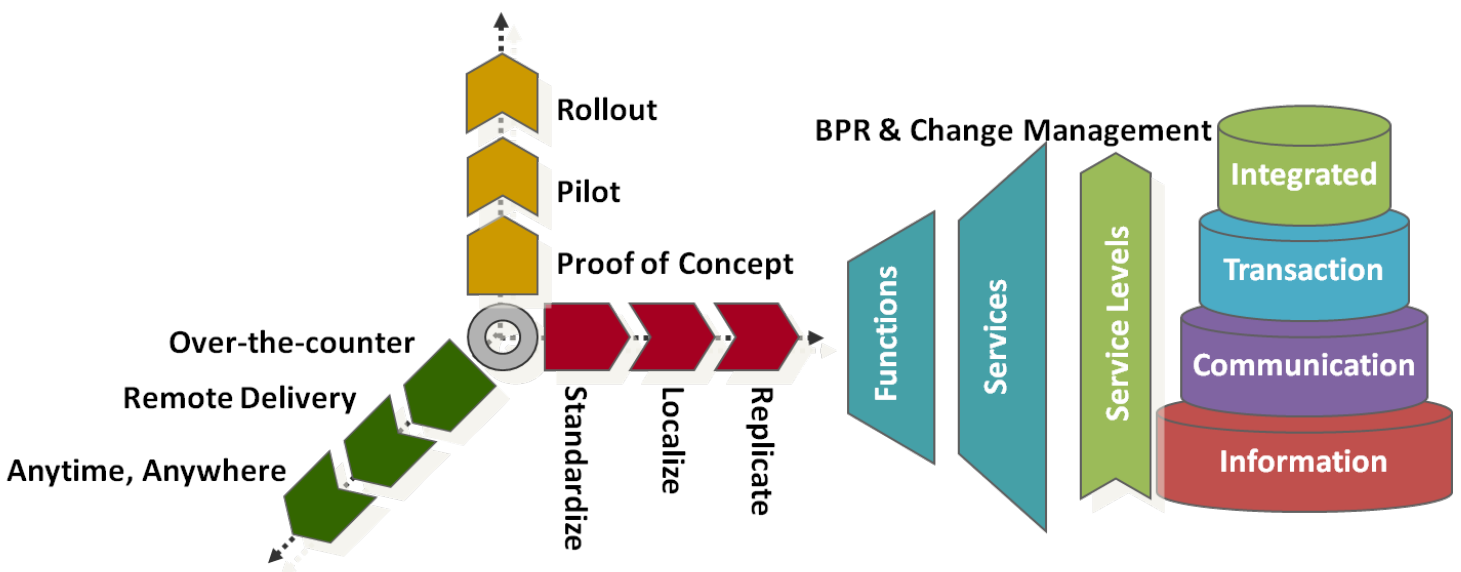 Rollout
Pilot
Proof of Concept
Over-the-counter
Remote Delivery
Anytime, Anywhere
Standardize
Localize
Replicate
BPR & Change Management
Functions
Services
Service Levels
Integrated
Transaction
Communication
Information